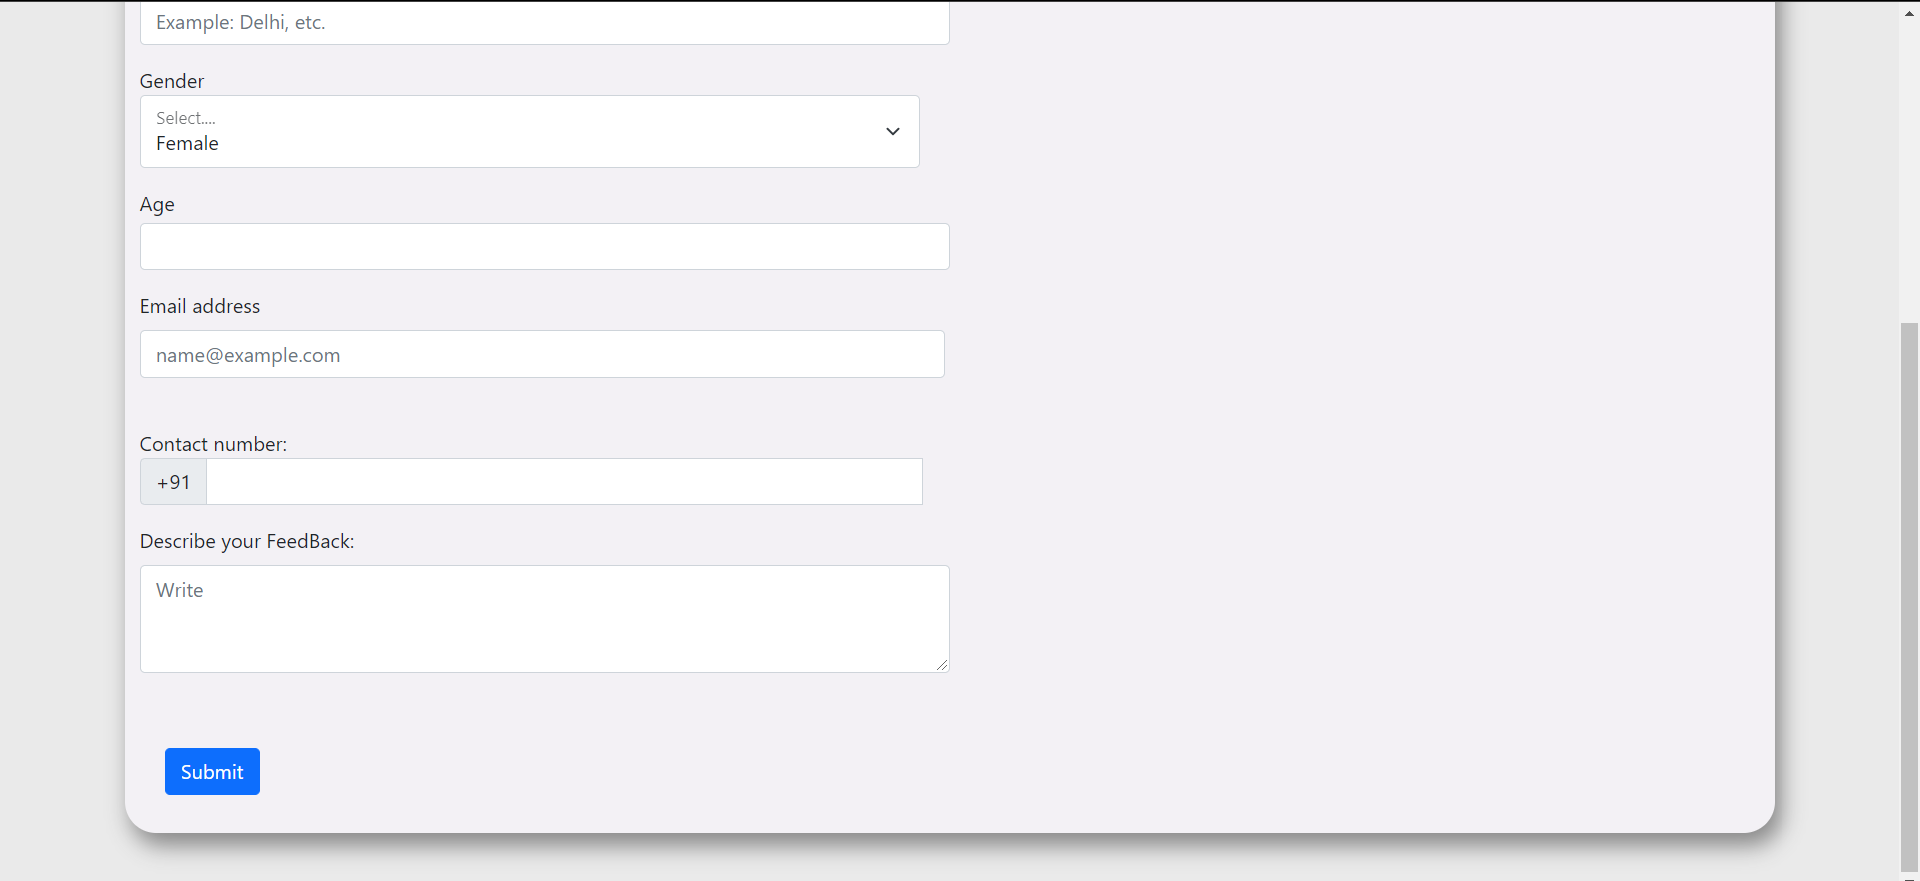 Example: Delhi, etc.
Gender
Select....
Female
Age
Email address
name@example.com
Contact number:
+91
Describe your FeedBack:
Write
Submit